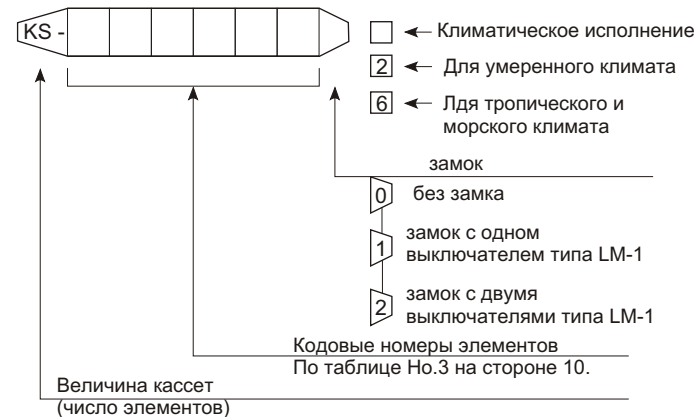 KS -
Климатическое исполнение
2 Для умеренного климата
6 Лдя тропического и
морского климата
замок
0 без замка
1 замок с одном
выключателем типа LM-1
2 замок с двумя
выключателями типа LM-1
Кодовые номеры элементов
По таблице Но.3 на стороне 10.
Величина кассет
(число элементов)